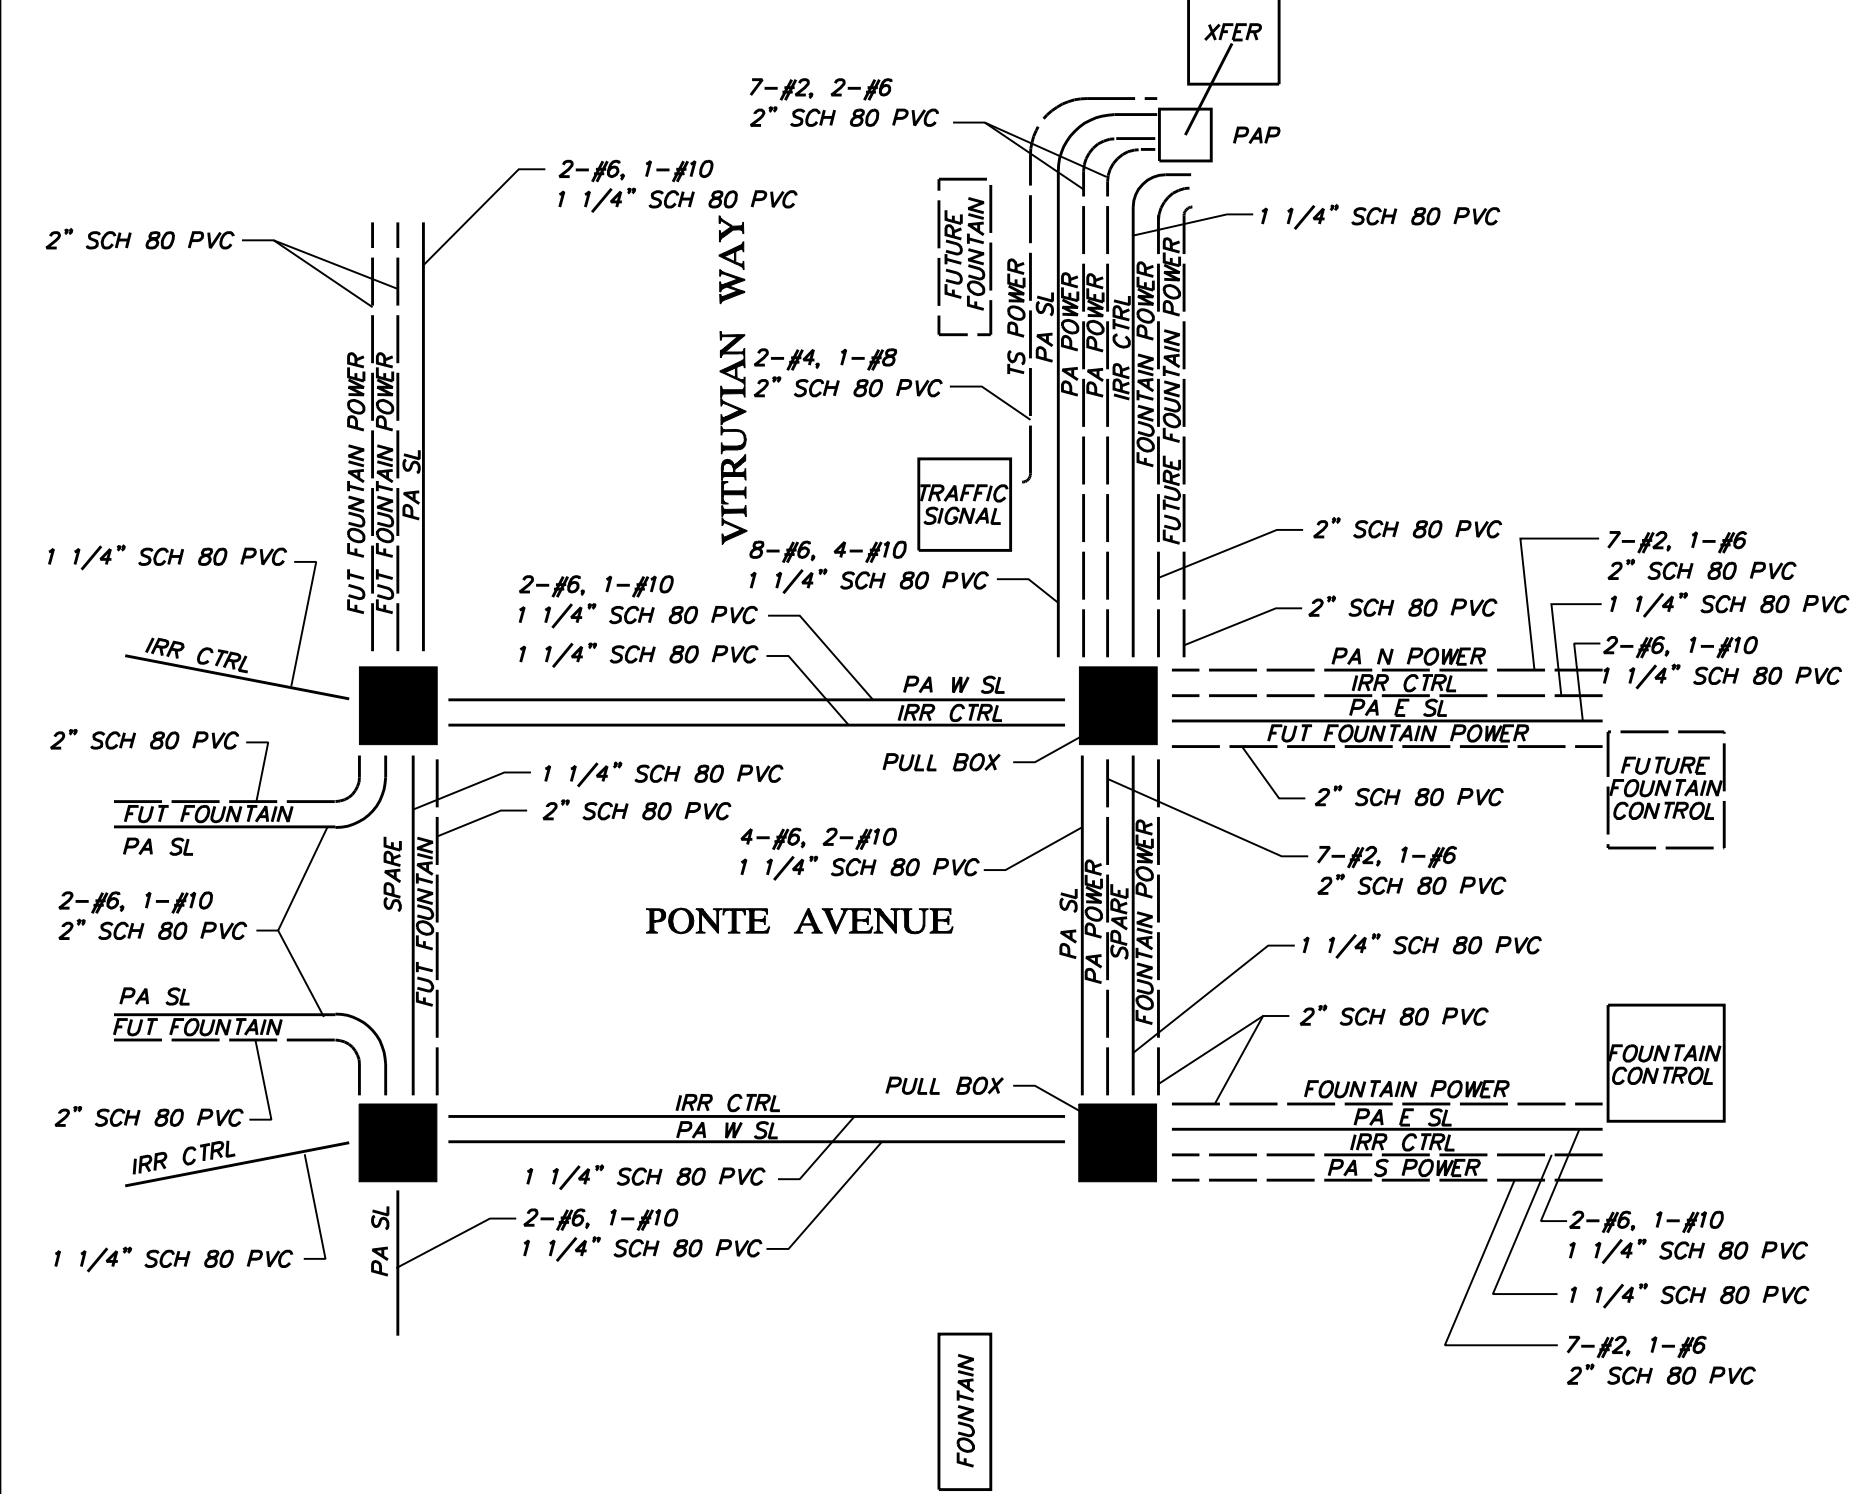 XFER
7-#2, 2-#6
2" SCH 80 PVC
PAP
2-#6, 1-#10
1 1/4" SCH 80 PVC
2" SCH 80 PVC
FUTURE
FOUNTAIN
1 1/4" SCH 80 PVC
VITRUVIAN WAY
TS POWER
PA SL
PA POWER
PA POWER
IRR CTRL
FOUNTAIN POWER
FUTURE FOUNTAIN POWER
2-#4, 1-#8
2" SCH 80 PVC
FUT FOUNTAIN POWER
FUT FOUNTAIN POWER
PA SL
TRAFFIC
SIGNAL
1 1/4" SCH 80 PVC
8-#6, 4-#10
1 1/4" SCH 80 PVC
2" SCH 80 PVC
7-#2, 1-#6
2" SCH 80 PVC
2-#6, 1-#10
1 1/4" SCH 80 PVC
1 1/4" SCH 80 PVC
2" SCH 80 PVC
1 1/4" SCH 80 PVC
2-#6, 1-#10
1 1/4" SCH 80 PVC
IRR CTRL
PA W SL
IRR CTRL
PA N POWER
IRR CTRL
PA E SL
FUT FOUNTAIN POWER
2" SCH 80 PVC
PULL BOX
FUTURE
FOUNTAIN
CONTROL
1 1/4" SCH 80 PVC
2" SCH 80 PVC
2" SCH 80 PVC
FUT FOUNTAIN
PA SL
4-#6, 2-#10
1 1/4" SCH 80 PVC
7-#2, 1-#6
2" SCH 80 PVC
SPARE
FUT FOUNTAIN
PA SL
PA POWER
SPARE
FOUNTAIN POWER
2-#6, 1-#10
2" SCH 80 PVC
PONTE AVENUE
1 1/4" SCH 80 PVC
PA SL
FUT FOUNTAIN
2" SCH 80 PVC
FOUNTAIN
CONTROL
2" SCH 80 PVC
PULL BOX
IRR CTRL
PA W SL
FOUNTAIN POWER
PA E SL
IRR CTRL
PA S POWER
IRR CTRL
1 1/4" SCH 80 PVC
PA SL
2-#6, 1-#10
1 1/4" SCH 80 PVC
1 1/4" SCH 80 PVC
2-#6, 1-#10
1 1/4" SCH 80 PVC
1 1/4" SCH 80 PVC
7-#2, 1-#6
2" SCH 80 PVC
FOUNTAIN